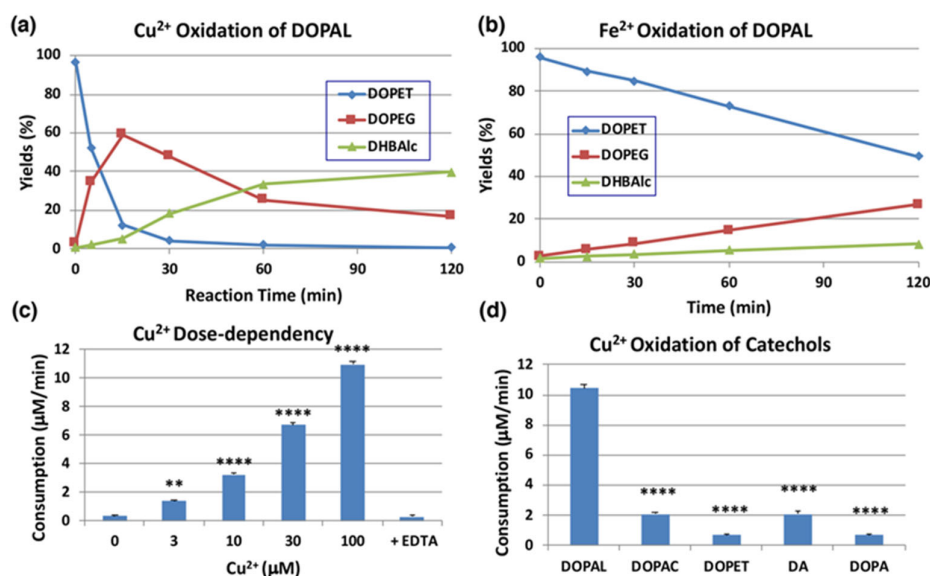 (a) Cu²⁺ Oxidation of DOPAL
100
80
60
40
20
0
Yields (%)
DOPET
DOPEG
DHBAlc
0 30 60 90 120
Reaction Time (min)
(b) Fe²⁺ Oxidation of DOPAL
100
80
60
40
20
0
Yields (%)
DOPET
DOPEG
DHBAlc
0 30 60 90 120
Time (min)
(c) Cu²⁺ Dose-dependency
12
10
8
6
4
2
0
Consumption (µM/min)
**
****
****
****
0 3 10 30 100 + EDTA
Cu²⁺ (µM)
(d) Cu²⁺ Oxidation of Catechols
12
10
8
6
4
2
0
Consumption (µM/min)
****
****
****
****
DOPAL DOPAC DOPET DA DOPA